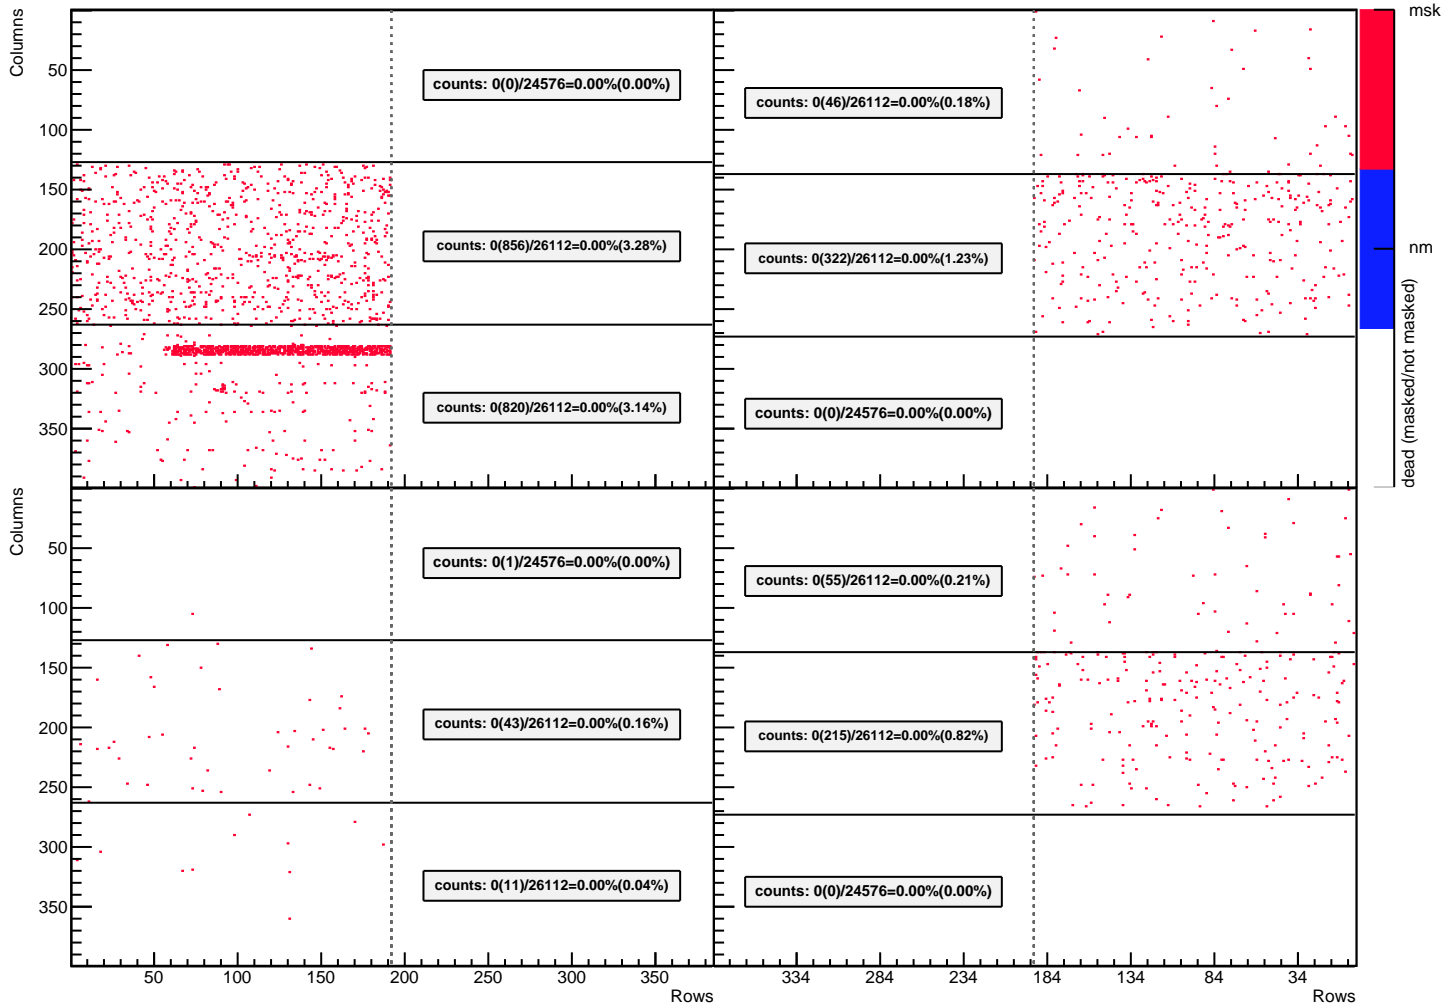 Columns
50
100
150
200
250
300
350
counts: 0(0)/24576=0.00%(0.00%)
counts: 0(856)/26112=0.00%(3.28%)
counts: 0(820)/26112=0.00%(3.14%)
counts: 0(46)/26112=0.00%(0.18%)
counts: 0(322)/26112=0.00%(1.23%)
counts: 0(0)/24576=0.00%(0.00%)
msk
nm
dead (masked/not masked)
Columns
50
100
150
200
250
300
350
counts: 0(1)/24576=0.00%(0.00%)
counts: 0(43)/26112=0.00%(0.16%)
counts: 0(11)/26112=0.00%(0.04%)
counts: 0(55)/26112=0.00%(0.21%)
counts: 0(215)/26112=0.00%(0.82%)
counts: 0(0)/24576=0.00%(0.00%)
50 100 150 200 250 300 350
Rows
334 284 234 184 134 84 34
Rows